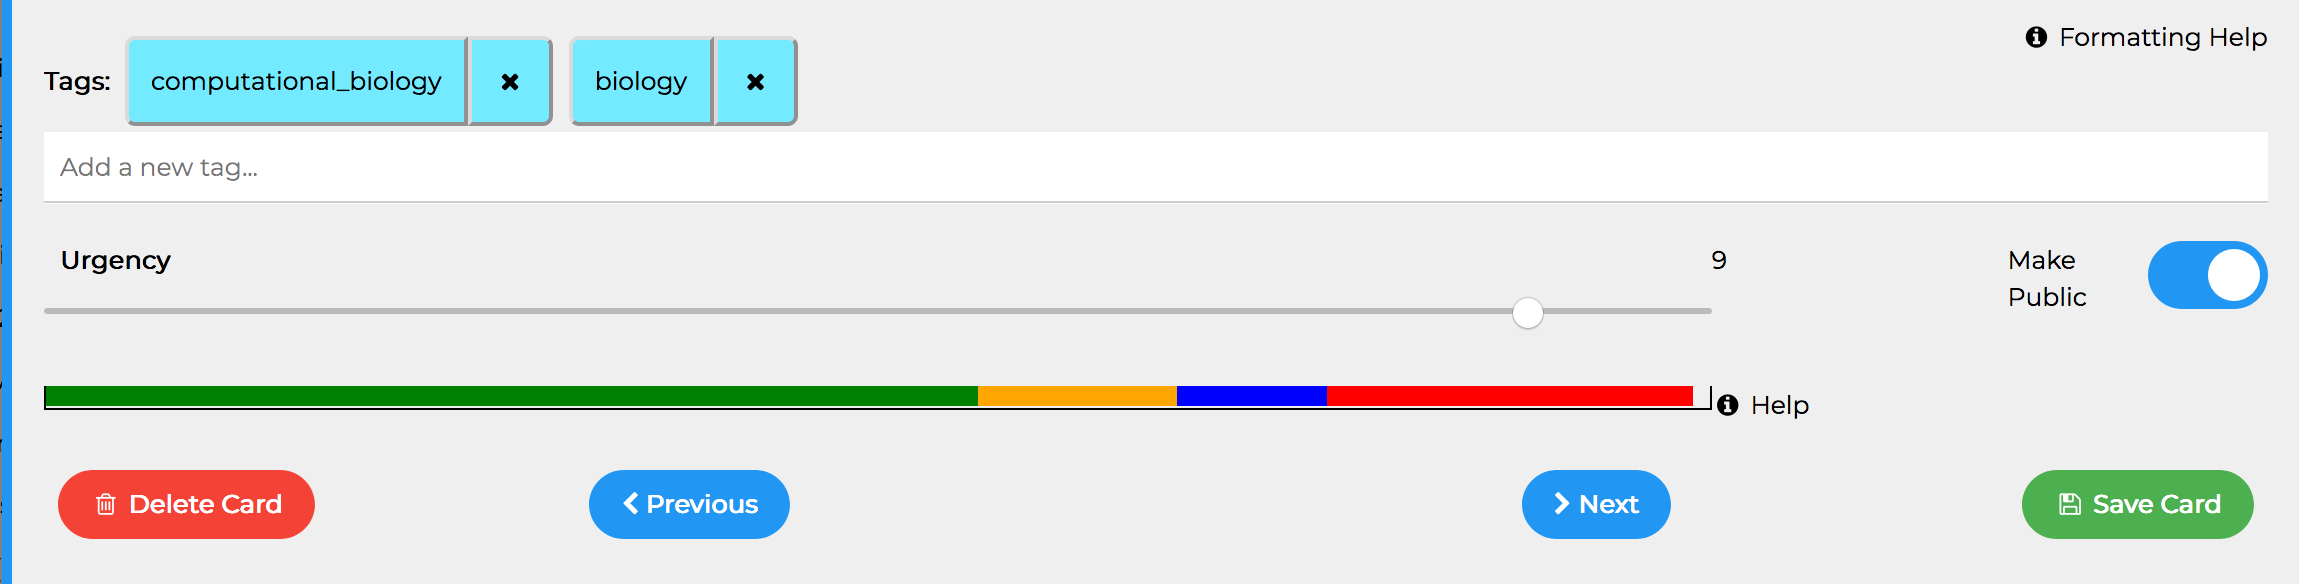 Formatting Help
Tags: computational_biology biology
Add a new tag...
Urgency 9
Make
Public
Help
Delete Card Previous Next Save Card